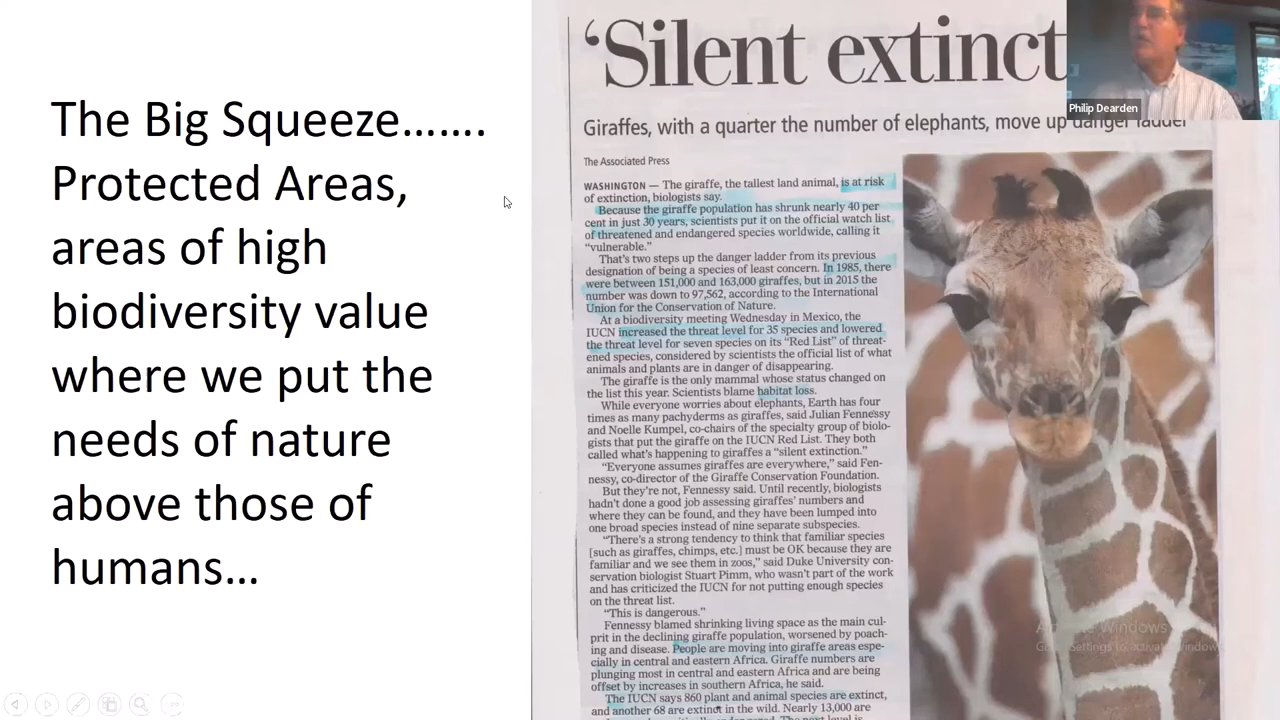 The Big Squeeze.......
Protected Areas,
areas of high
biodiversity value
where we put the
needs of nature
above those of
humans...
‘Silent extinct
Philip Dearden
Giraffes, with a quarter the number of elephants, move up danger ladder
The Associated Press
WASHINGTON — The giraffe, the tallest land animal, is at risk
of extinction, biologists say.
Because the giraffe population has shrunk nearly 40 per
cent in just 30 years, scientists put it on the official watch list
of threatened and endangered species worldwide, calling it
“vulnerable.”
That’s two steps up the danger ladder from its previous
designation of being a species of least concern. In 1985, there
were between 151,000 and 163,000 giraffes, but in 2015 the
number was down to 97,562, according to the International
Union for the Conservation of Nature.
At a biodiversity meeting Wednesday in Mexico, the
IUCN increased the threat level for 35 species and lowered
the threat level for seven species on its “Red List” of threat-
ened species, considered by scientists the official list of what
animals and plants are in danger of disappearing.
The giraffe is the only mammal whose status changed on
the list this year. Scientists blame habitat loss.
While everyone worries about elephants, Earth has four
times as many pachyderms as giraffes, said Julian Fennessy
and Noelle Kumpel, co-chairs of the specialty group of biolo-
gists that put the giraffe on the IUCN Red List. They both
called what’s happening to giraffes a “silent extinction.”
“Everyone assumes giraffes are everywhere,” said Fen-
nessy, co-director of the Giraffe Conservation Foundation.
But they’re not, Fennessy said. Until recently, biologists
hadn’t done a good job assessing giraffes’ numbers and
where they can be found, and they have been lumped into
one broad species instead of nine separate subspecies.
“There’s a strong tendency to think that familiar species
[such as giraffes, chimps, etc.] must be OK because they are
familiar and we see them in zoos,” said Duke University con-
servation biologist Stuart Pimm, who wasn’t part of the work
and has criticized the IUCN for not putting enough species
on the threat list.
“This is dangerous.”
Fennessy blamed shrinking living space as the main cul-
prit in the declining giraffe population, worsened by poach-
ing and disease. People are moving into giraffe areas espe-
cially in central and eastern Africa. Giraffe numbers are
plunging most in central and eastern Africa and are being
offset by increases in southern Africa, he said.
The IUCN says 860 plant and animal species are extinct,
and another 68 are extinct in the wild. Nearly 13,000 are
Activate Windows
Go to Settings to activate Windows